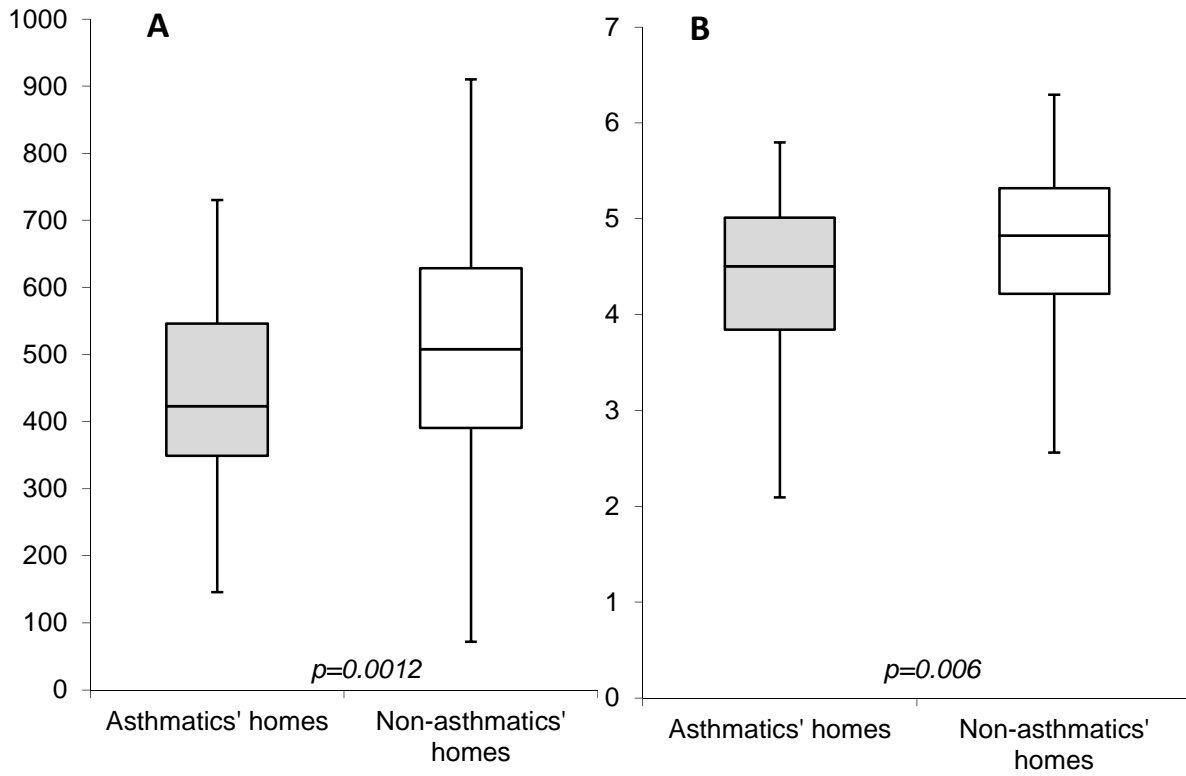 A
1000
900
800
700
600
500
400
300
200
100
0
p=0.0012
Asthmatics' homes
Non-asthmatics'
homes
B
7
6
5
4
3
2
1
0
p=0.006
Asthmatics' homes
Non-asthmatics'
homes